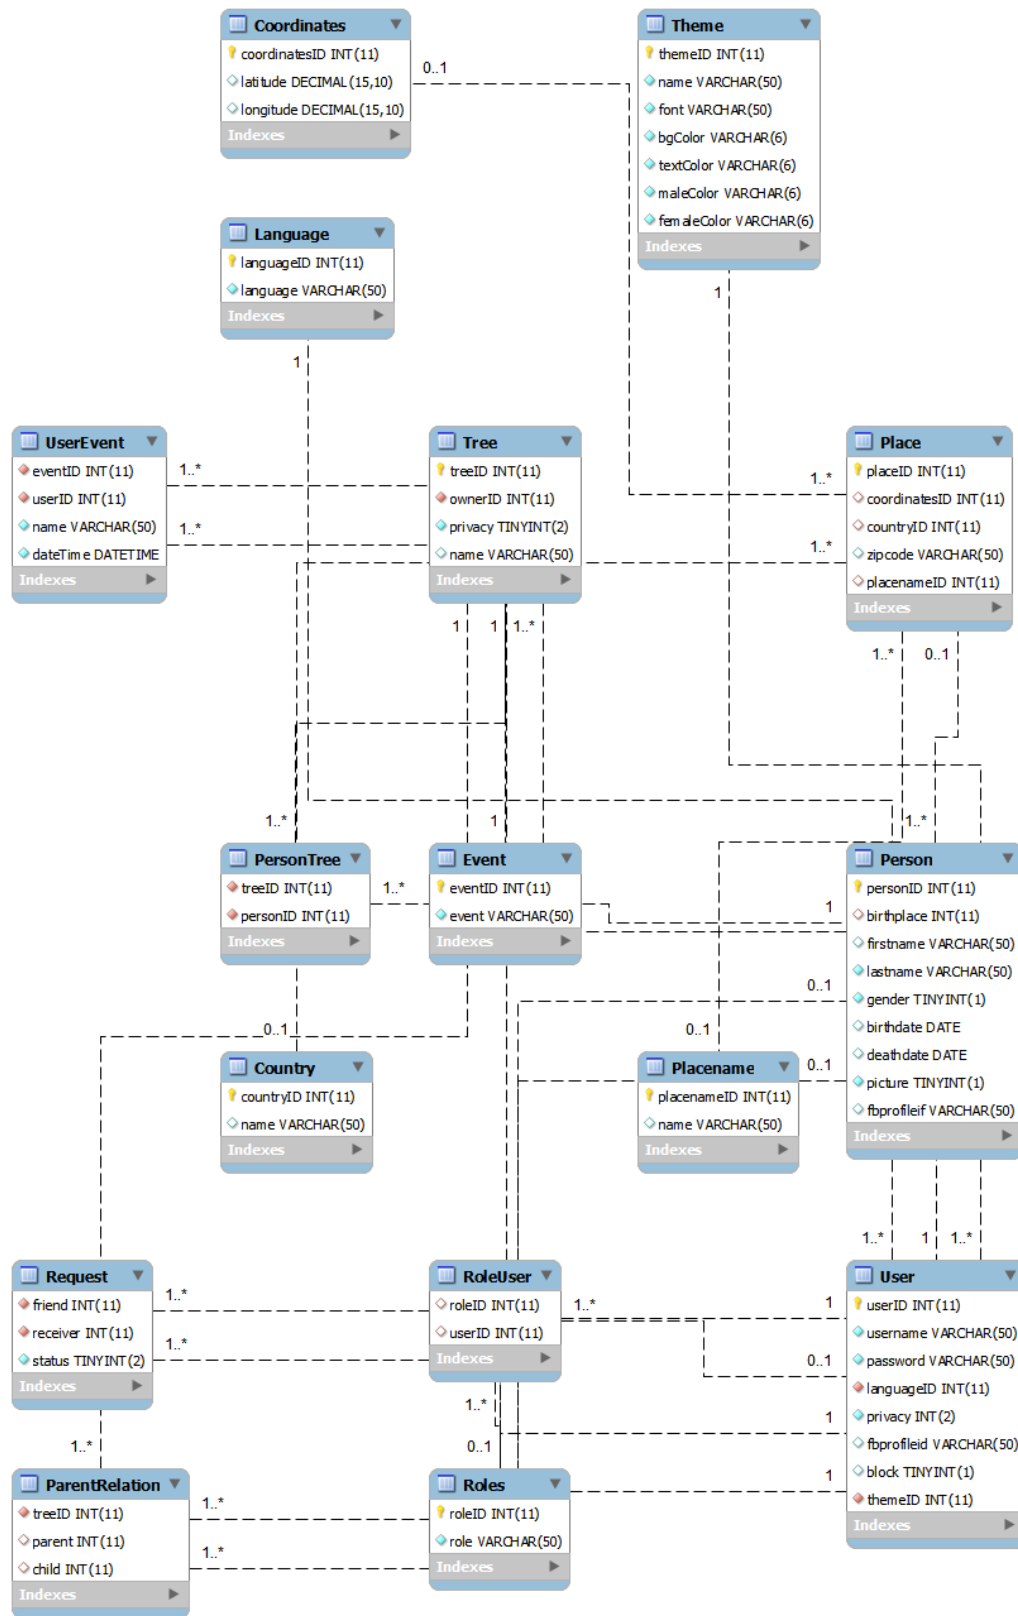 Coordinates
coordinatesID INT(11)
latitude DECIMAL(15,10)
longitude DECIMAL(15,10)
Indexes
0..1
Theme
themeID INT(11)
name VARCHAR(50)
font VARCHAR(50)
bgColor VARCHAR(6)
textColor VARCHAR(6)
maleColor VARCHAR(6)
femaleColor VARCHAR(6)
Indexes
1
Language
languageID INT(11)
language VARCHAR(50)
Indexes
1
UserEvent
eventID INT(11)
userID INT(11)
name VARCHAR(50)
dateTime DATETIME
Indexes
1..*
1..*
Tree
treeID INT(11)
ownerID INT(11)
privacy TINYINT(2)
name VARCHAR(50)
Indexes
1
1
1..*
Place
placeID INT(11)
coordinatesID INT(11)
countryID INT(11)
zipcode VARCHAR(50)
placenameID INT(11)
Indexes
1..*
1..*
1..*
0..1
PersonTree
treeID INT(11)
personID INT(11)
Indexes
1..*
1..*
Event
eventID INT(11)
event VARCHAR(50)
Indexes
1
Person
personID INT(11)
birthplace INT(11)
firstname VARCHAR(50)
lastname VARCHAR(50)
gender TINYINT(1)
birthdate DATE
deathdate DATE
picture TINYINT(1)
fbprofileif VARCHAR(50)
Indexes
1..*
1
0..1
0..1
Country
countryID INT(11)
name VARCHAR(50)
Indexes
0..1
Placename
placenameID INT(11)
name VARCHAR(50)
Indexes
0..1
1..*
1
1..*
Request
friend INT(11)
receiver INT(11)
status TINYINT(2)
Indexes
1..*
1..*
RoleUser
roleID INT(11)
userID INT(11)
Indexes
1..*
1..*
0..1
User
userID INT(11)
username VARCHAR(50)
password VARCHAR(50)
languageID INT(11)
privacy INT(2)
fbprofileid VARCHAR(50)
block TINYINT(1)
themeID INT(11)
Indexes
1
0..1
1
1
ParentRelation
treeID INT(11)
parent INT(11)
child INT(11)
Indexes
1..*
1..*
1..*
Roles
roleID INT(11)
role VARCHAR(50)
Indexes